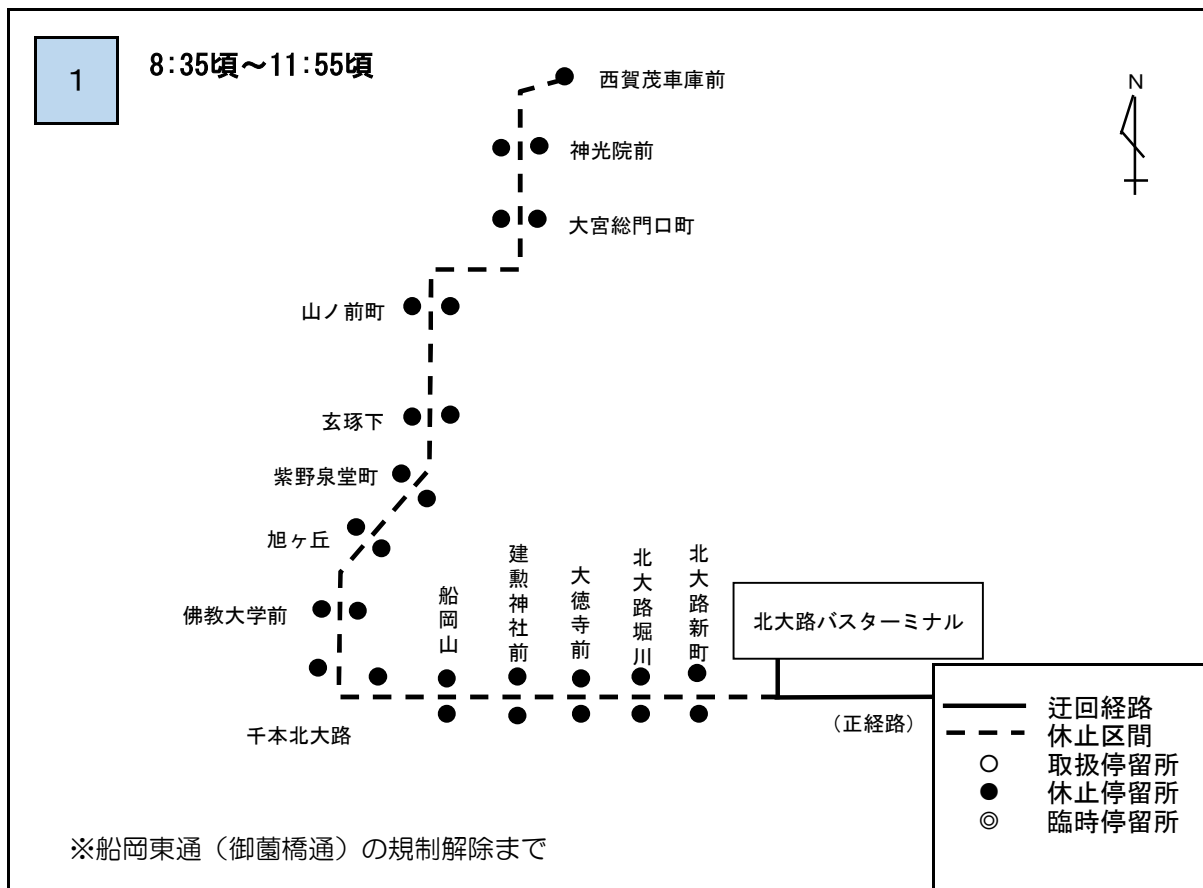 1
8:35頃～11:55頃
N
西賀茂車庫前
神光院前
大宮総門口町
山ノ前町
玄琢下
紫野泉堂町
旭ヶ丘
佛教大学前
船岡山
建勲神社前
大徳寺前
北大路堀川
北大路新町
北大路バスターミナル
千本北大路
（正経路）
迂回経路
休止区間
取扱停留所
休止停留所
臨時停留所
※船岡東通（御薗橋通）の規制解除まで